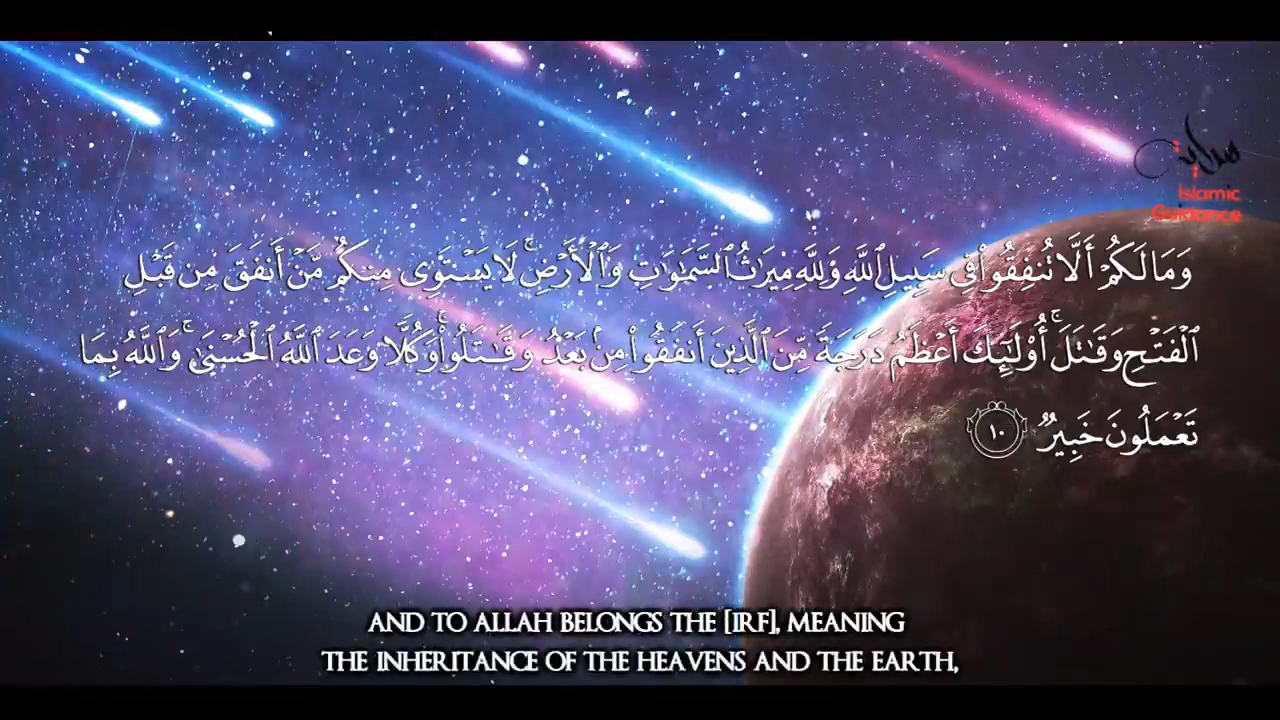 هداية
Islamic
Guidance
وَمَا لَكُمْ أَلَّا تُنفِقُوا۟ فِى سَبِيلِ ٱللَّهِ وَلِلَّهِ مِيرَٰثُ ٱلسَّمَٰوَٰتِ وَٱلْأَرْضِ ۚ لَا يَسْتَوِى مِنكُم مَّنْ أَنفَقَ مِن قَبْلِ
ٱلْفَتْحِ وَقَٰتَلَ ۚ أُو۟لَٰٓئِكَ أَعْظَمُ دَرَجَةً مِّنَ ٱلَّذِينَ أَنفَقُوا۟ مِنۢ بَعْدُ وَقَٰتَلُوا۟ ۚ وَكُلًّا وَعَدَ ٱللَّهُ ٱلْحُسْنَىٰ ۚ وَٱللَّهُ بِمَا
تَعْمَلُونَ خَبِيرٌ ١٠
AND TO ALLAH BELONGS THE [IRF], MEANING
THE INHERITANCE OF THE HEAVENS AND THE EARTH,